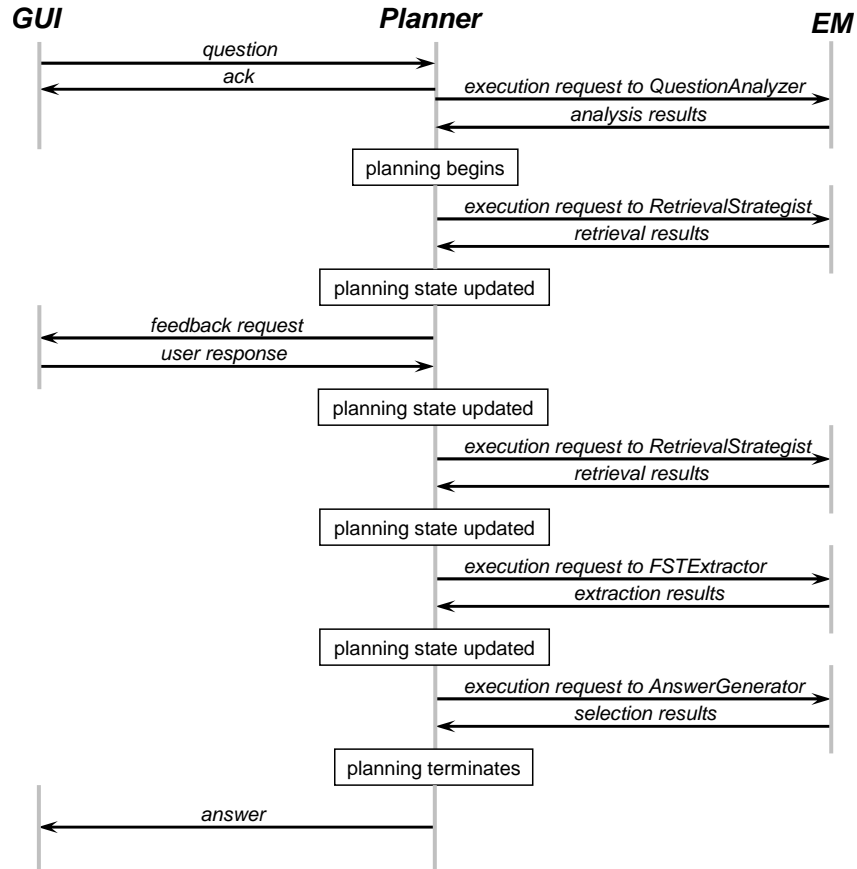 GUI
Planner
EM
question
ack
execution request to QuestionAnalyzer
analysis results
planning begins
execution request to RetrievalStrategist
retrieval results
planning state updated
feedback request
user response
planning state updated
execution request to RetrievalStrategist
retrieval results
planning state updated
execution request to FSTExtractor
extraction results
planning state updated
execution request to AnswerGenerator
selection results
planning terminates
answer